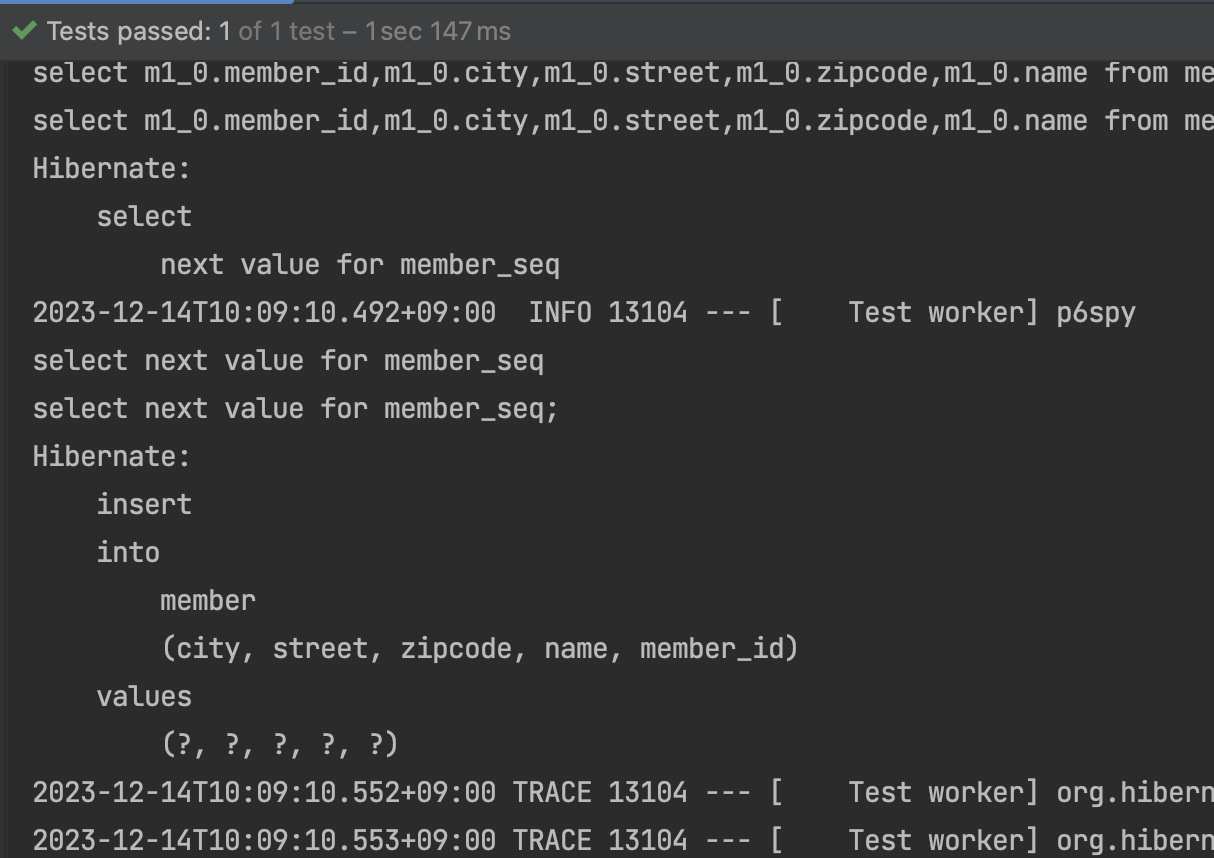 Tests passed: 1 of 1 test – 1 sec 147 ms
select m1_0.member_id,m1_0.city,m1_0.street,m1_0.zipcode,m1_0.name from me
select m1_0.member_id,m1_0.city,m1_0.street,m1_0.zipcode,m1_0.name from me
Hibernate:
    select
        next value for member_seq
2023-12-14T10:09:10.492+09:00  INFO 13104 --- [    Test worker] p6spy
select next value for member_seq
select next value for member_seq;
Hibernate:
    insert
    into
        member
        (city, street, zipcode, name, member_id)
    values
        (?, ?, ?, ?, ?)
2023-12-14T10:09:10.552+09:00 TRACE 13104 --- [    Test worker] org.hibern
2023-12-14T10:09:10.553+09:00 TRACE 13104 --- [    Test worker] org.hibern